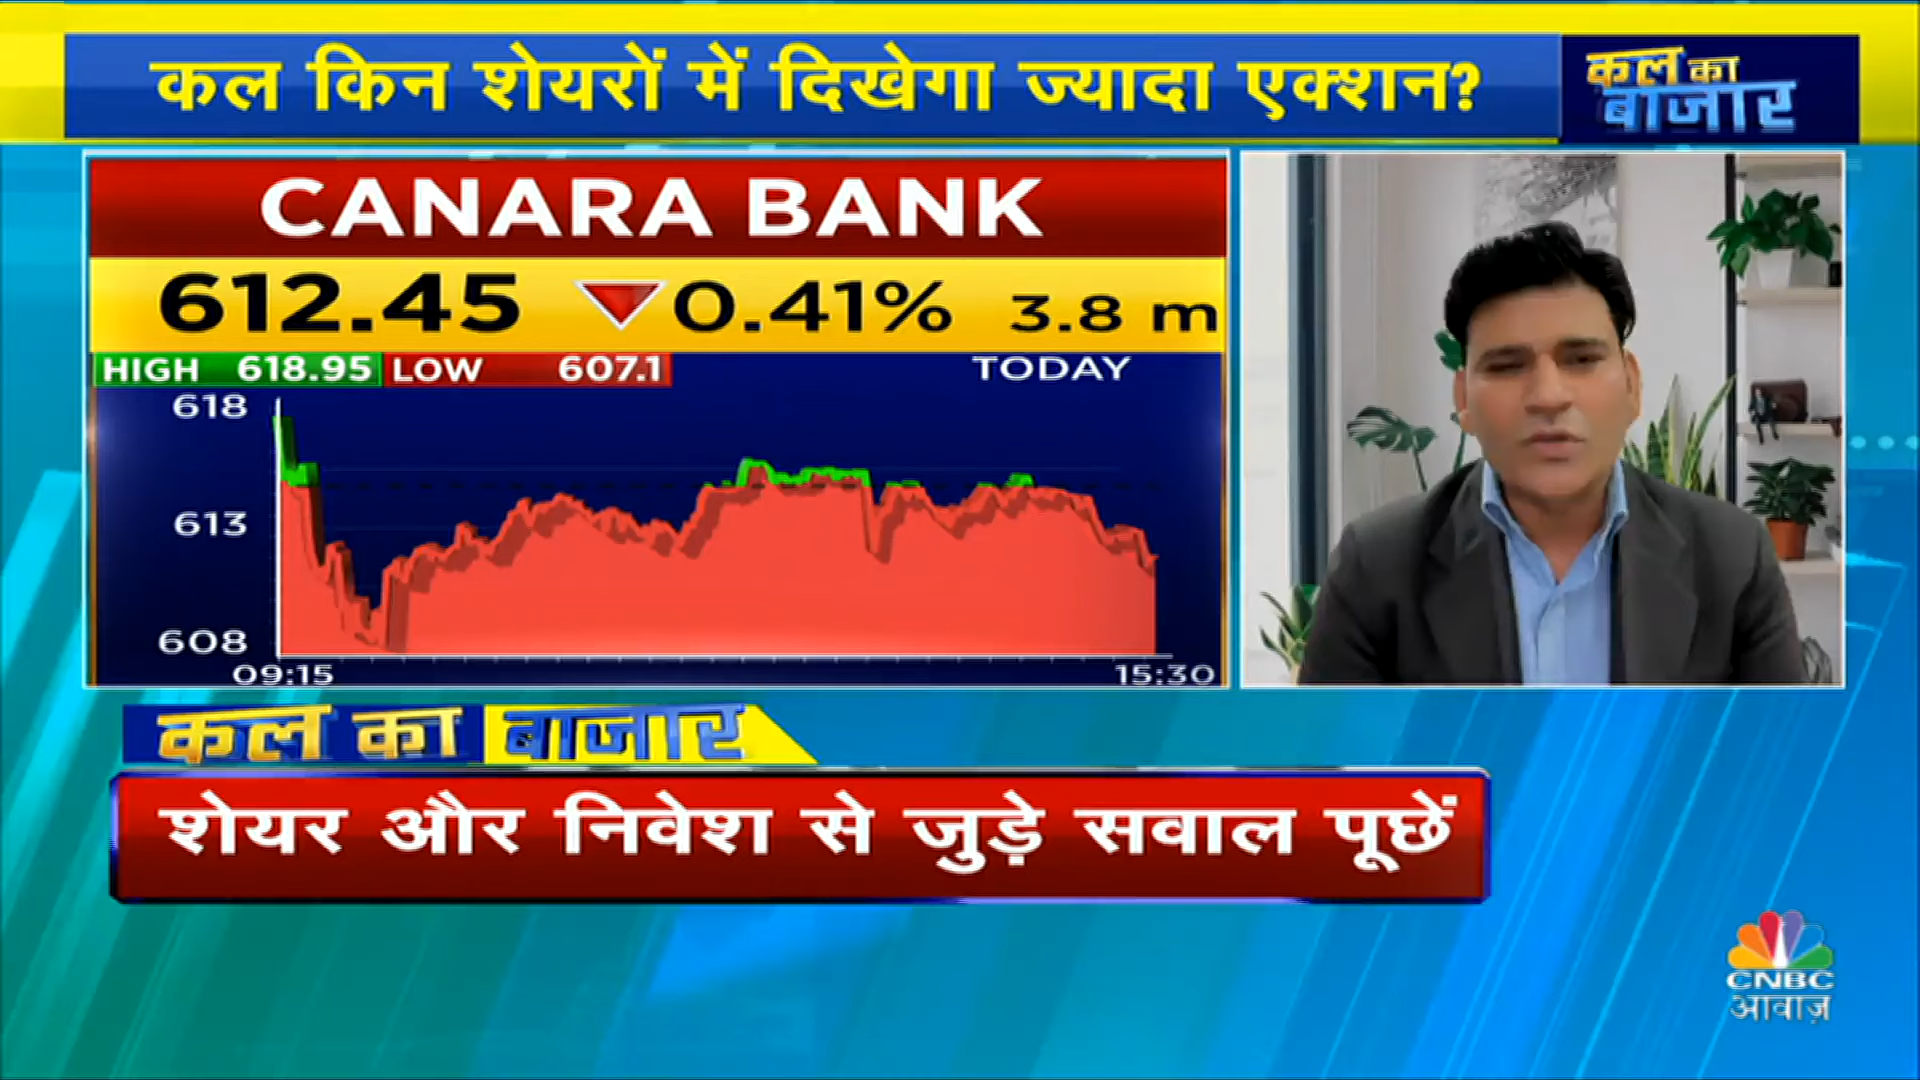 कल किन शेयरों में दिखेगा ज्यादा एक्शन?
कल का
बाजार
CANARA BANK
612.45 0.41% 3.8 m
HIGH 618.95 LOW 607.1 TODAY
618
613
608
09:15 15:30
कल का बाजार
शेयर और निवेश से जुड़े सवाल पूछें
CNBC
आवाज़